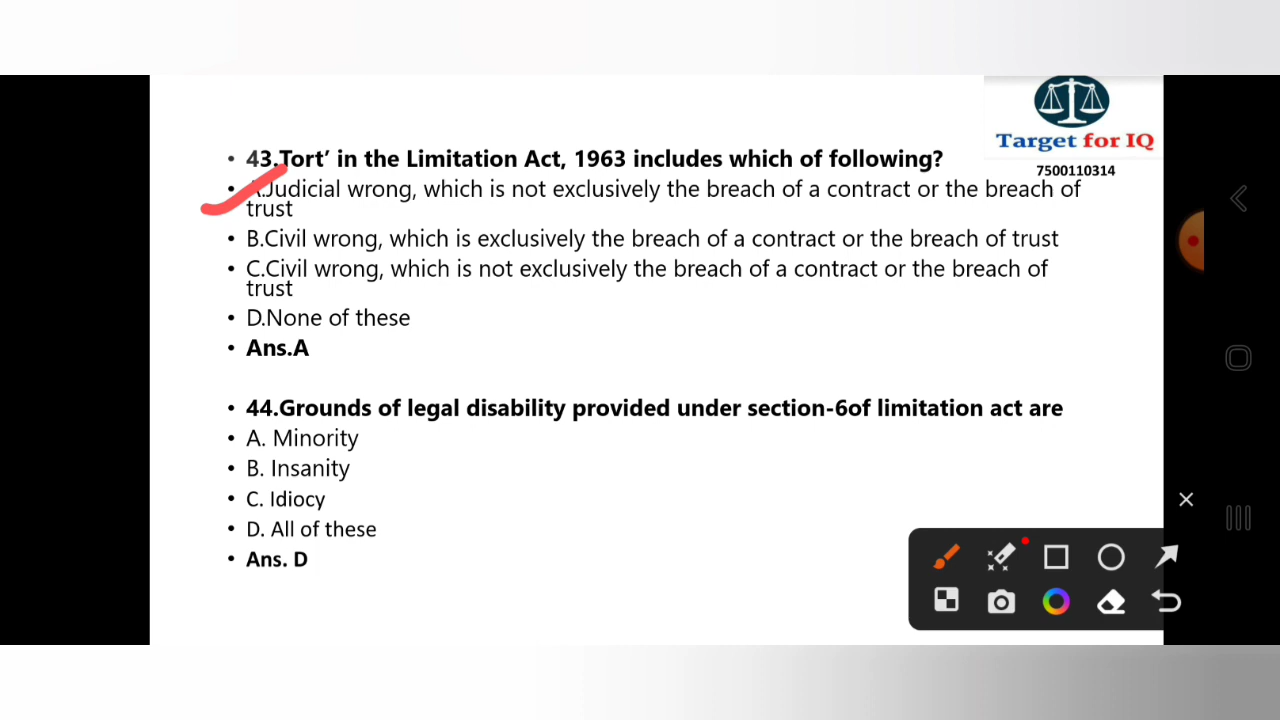 Target for IQ
7500110314
• 43.Tort’ in the Limitation Act, 1963 includes which of following?
• A.Judicial wrong, which is not exclusively the breach of a contract or the breach of
trust
• B.Civil wrong, which is exclusively the breach of a contract or the breach of trust
• C.Civil wrong, which is not exclusively the breach of a contract or the breach of
trust
• D.None of these
• Ans.A
• 44.Grounds of legal disability provided under section-6of limitation act are
• A. Minority
• B. Insanity
• C. Idiocy
• D. All of these
• Ans. D